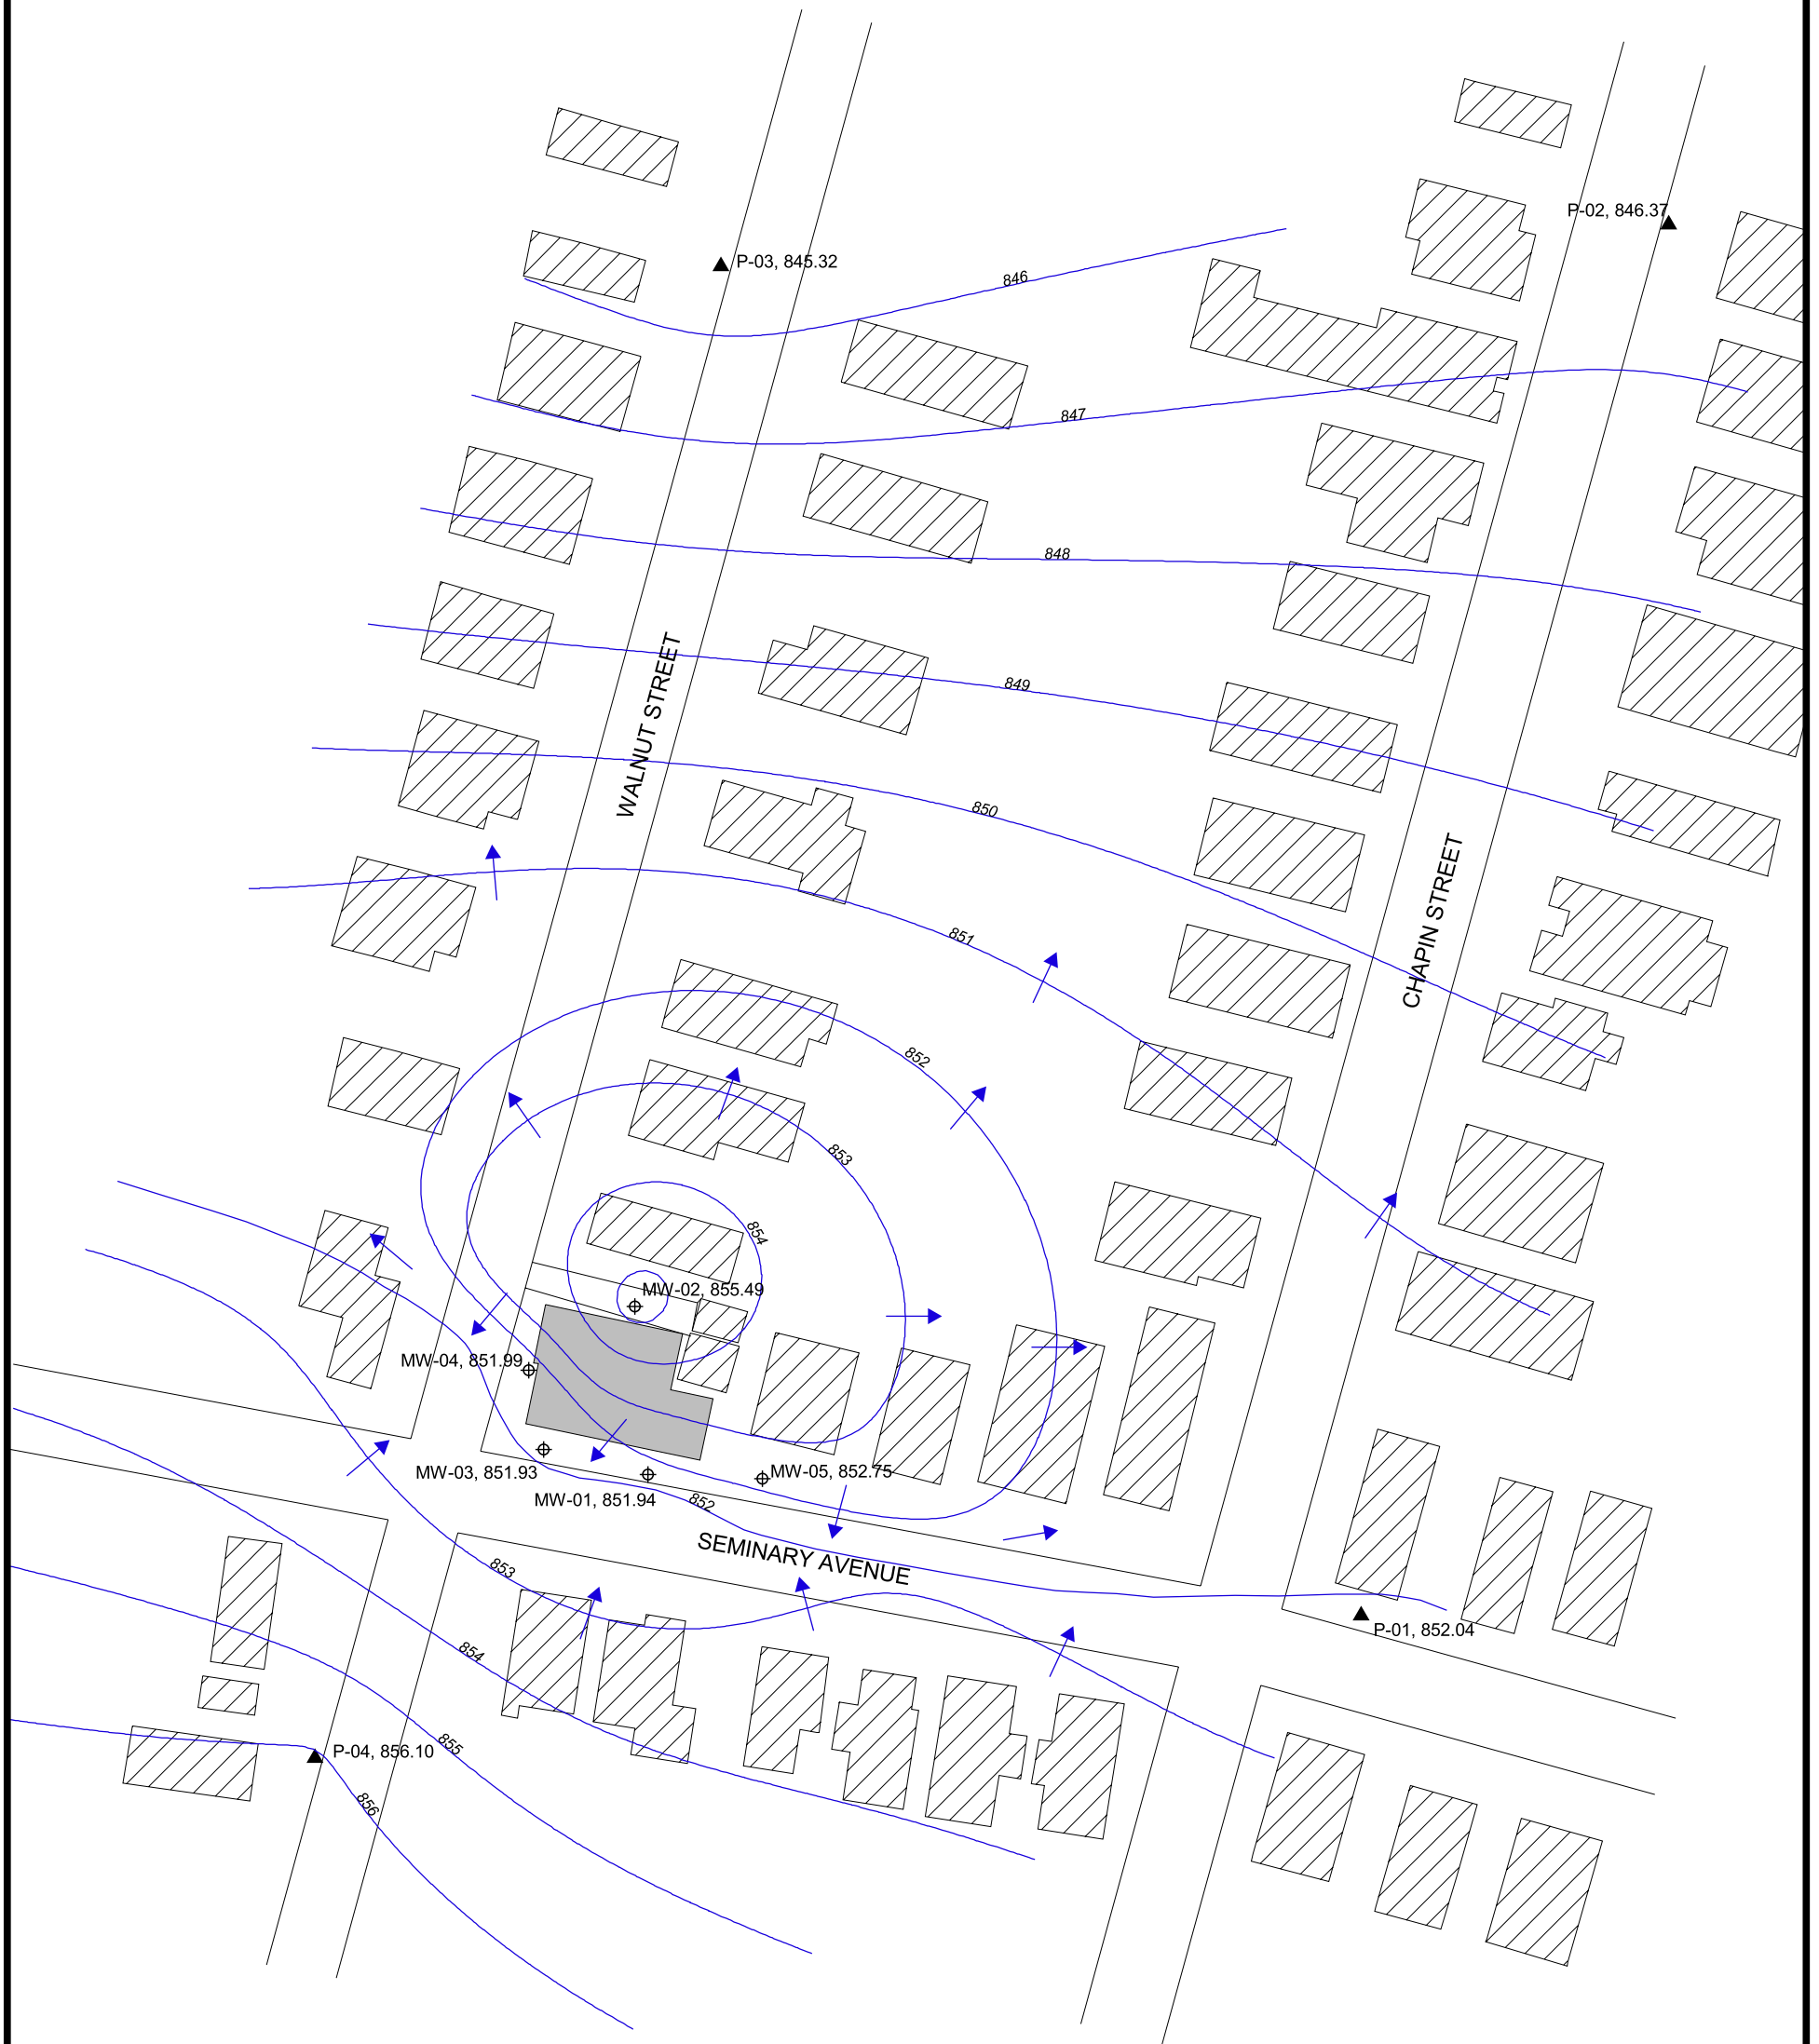 P-02, 846.37
P-03, 845.32
846
847
848
WALNUT STREET
849
850
CHAPIN STREET
851
852
853
854
MW-02, 855.49
MW-04, 851.99
MW-03, 851.93
MW-05, 852.75
MW-01, 851.94
852
SEMINARY AVENUE
853
P-01, 852.04
854
855
P-04, 856.10
856